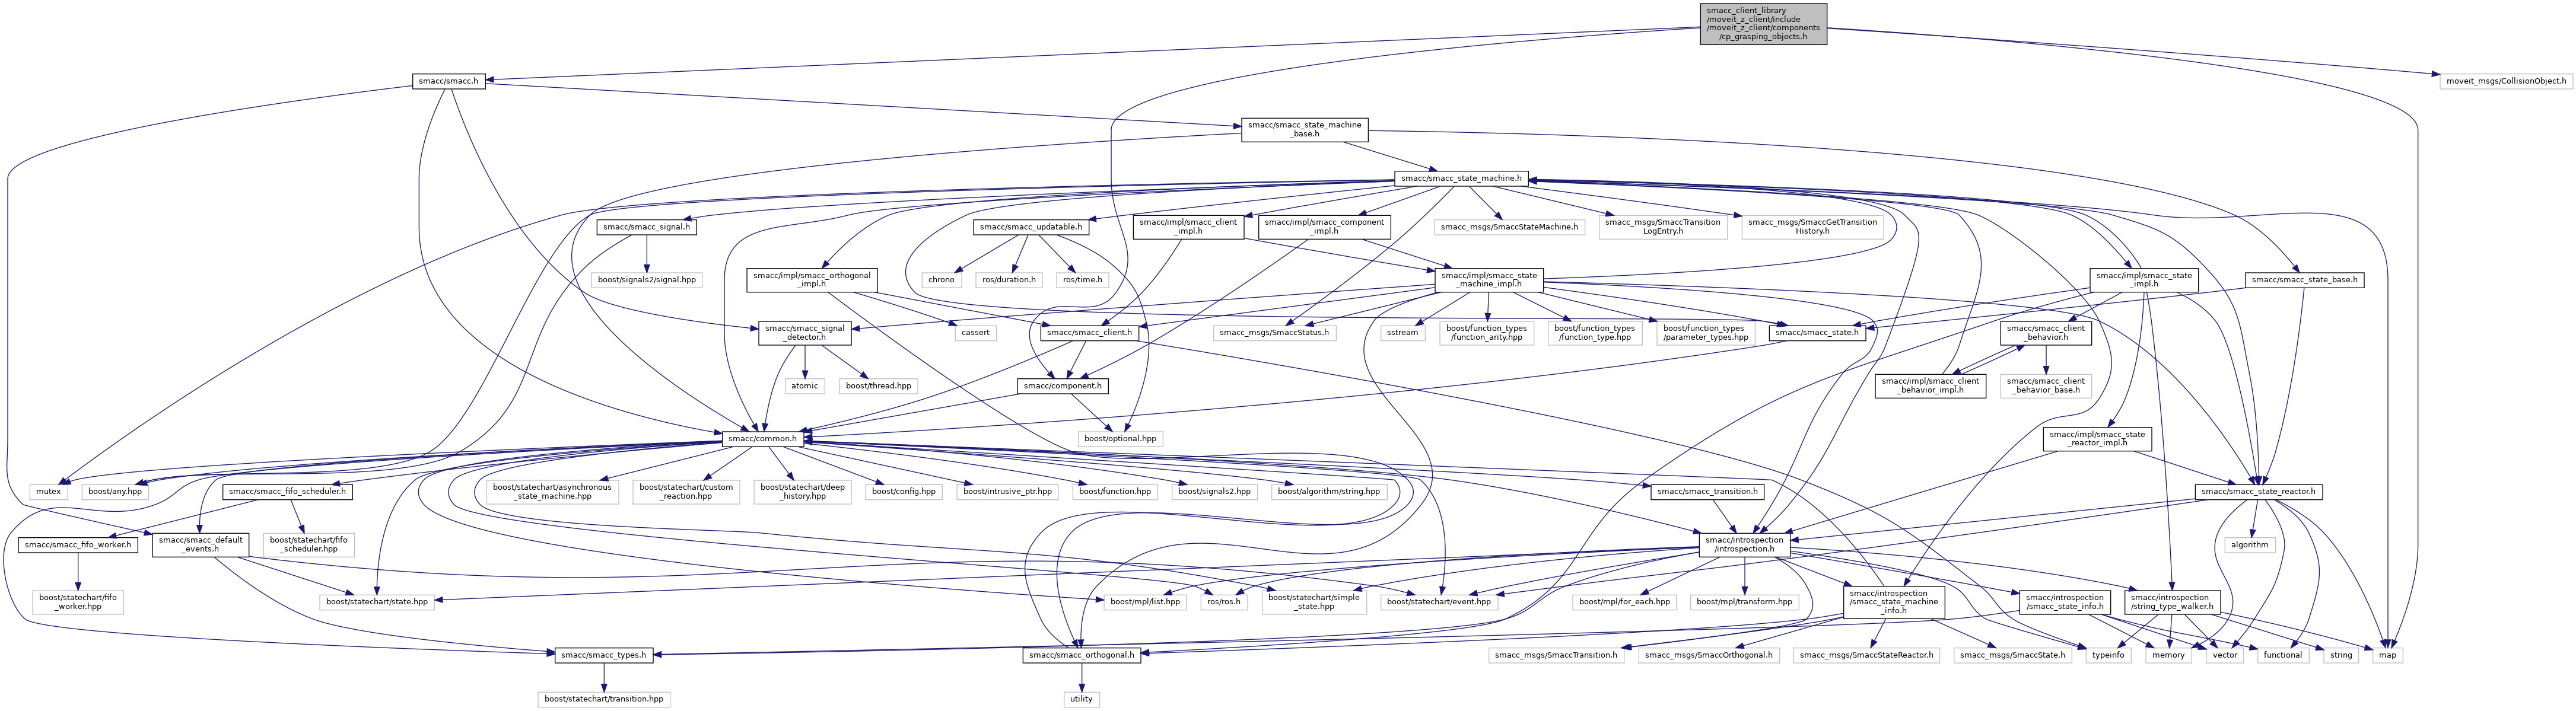 smacc_client_library
/moveit_z_client/include
/moveit_z_client/components
/cp_grasping_objects.h
smacc/smacc.h
moveit_msgs/CollisionObject.h
smacc/smacc_state_machine
_base.h
smacc/smacc_state_machine.h
smacc/smacc_signal.h
smacc/smacc_updatable.h
smacc/impl/smacc_client
_impl.h
smacc/impl/smacc_component
_impl.h
smacc_msgs/SmaccStateMachine.h
smacc_msgs/SmaccTransition
LogEntry.h
smacc_msgs/SmaccGetTransition
History.h
boost/signals2/signal.hpp
smacc/impl/smacc_orthogonal
_impl.h
chrono
ros/duration.h
ros/time.h
smacc/impl/smacc_state
_machine_impl.h
smacc/impl/smacc_state
_impl.h
smacc/smacc_state_base.h
smacc/smacc_signal
_detector.h
cassert
smacc/smacc_client.h
smacc_msgs/SmaccStatus.h
sstream
boost/function_types
/function_arity.hpp
boost/function_types
/function_type.hpp
boost/function_types
/parameter_types.hpp
smacc/smacc_state.h
smacc/smacc_client
_behavior.h
atomic
boost/thread.hpp
smacc/component.h
smacc/impl/smacc_client
_behavior_impl.h
smacc/smacc_client
_behavior_base.h
smacc/common.h
boost/optional.hpp
smacc/impl/smacc_state
_reactor_impl.h
mutex
boost/any.hpp
smacc/smacc_fifo_scheduler.h
boost/statechart/asynchronous
_state_machine.hpp
boost/statechart/custom
_reaction.hpp
boost/statechart/deep
_history.hpp
boost/config.hpp
boost/intrusive_ptr.hpp
boost/function.hpp
boost/signals2.hpp
boost/algorithm/string.hpp
smacc/smacc_transition.h
smacc/smacc_state_reactor.h
smacc/smacc_fifo_worker.h
smacc/smacc_default
_events.h
boost/statechart/fifo
_scheduler.hpp
smacc/introspection
/introspection.h
algorithm
boost/statechart/fifo
_worker.hpp
boost/statechart/state.hpp
boost/mpl/list.hpp
ros/ros.h
boost/statechart/simple
_state.hpp
boost/statechart/event.hpp
boost/mpl/for_each.hpp
boost/mpl/transform.hpp
smacc/introspection
/smacc_state_machine
_info.h
smacc/introspection
/smacc_state_info.h
smacc/introspection
/string_type_walker.h
smacc/smacc_types.h
smacc/smacc_orthogonal.h
smacc_msgs/SmaccTransition.h
smacc_msgs/SmaccOrthogonal.h
smacc_msgs/SmaccStateReactor.h
smacc_msgs/SmaccState.h
typeinfo
memory
vector
functional
string
map
boost/statechart/transition.hpp
utility